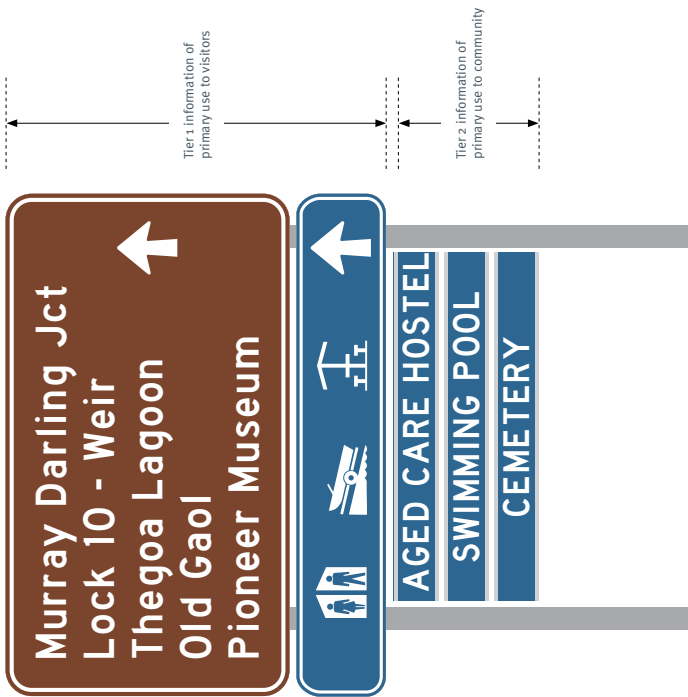 Tier 1 information of
primary use to visitors
Tier 2 information of
primary use to community
Murray Darling Jct
Lock 10 - Weir
Thegoa Lagoon
Old Gaol
Pioneer Museum
AGED CARE HOSTEL
SWIMMING POOL
CEMETERY